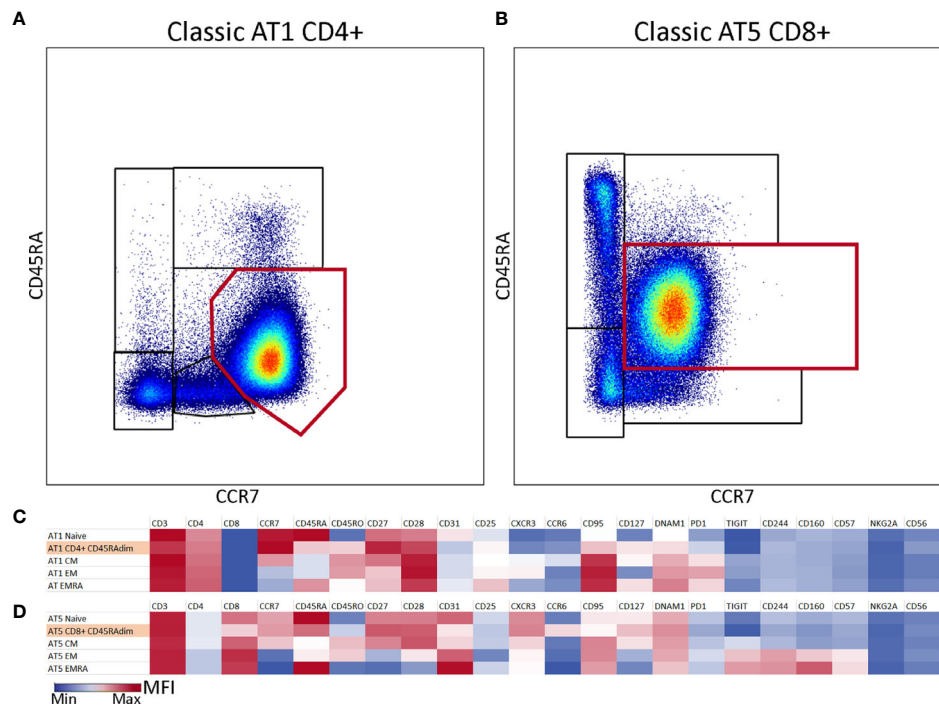 A B
Classic AT1 CD4+ Classic AT5 CD8+
CD45RA CD45RA
CCR7 CCR7
C
CD3 CD4 CD8 CCR7 CD45RA CD45RO CD27 CD28 CD31 CD25 CXCR3 CCR6 CD95 CD127 DNAM1 PD1 TIGIT CD244 CD160 CD57 NKG2A CD56
AT1 Naive
AT1 CD4+ CD45RAdim
AT1 CM
AT1 EM
AT EMRA
D
CD3 CD4 CD8 CCR7 CD45RA CD45RO CD27 CD28 CD31 CD25 CXCR3 CCR6 CD95 CD127 DNAM1 PD1 TIGIT CD244 CD160 CD57 NKG2A CD56
AT5 Naive
AT5 CD8+ CD45RAdim
AT5 CM
AT5 EM
AT5 EMRA
MFI
Min Max